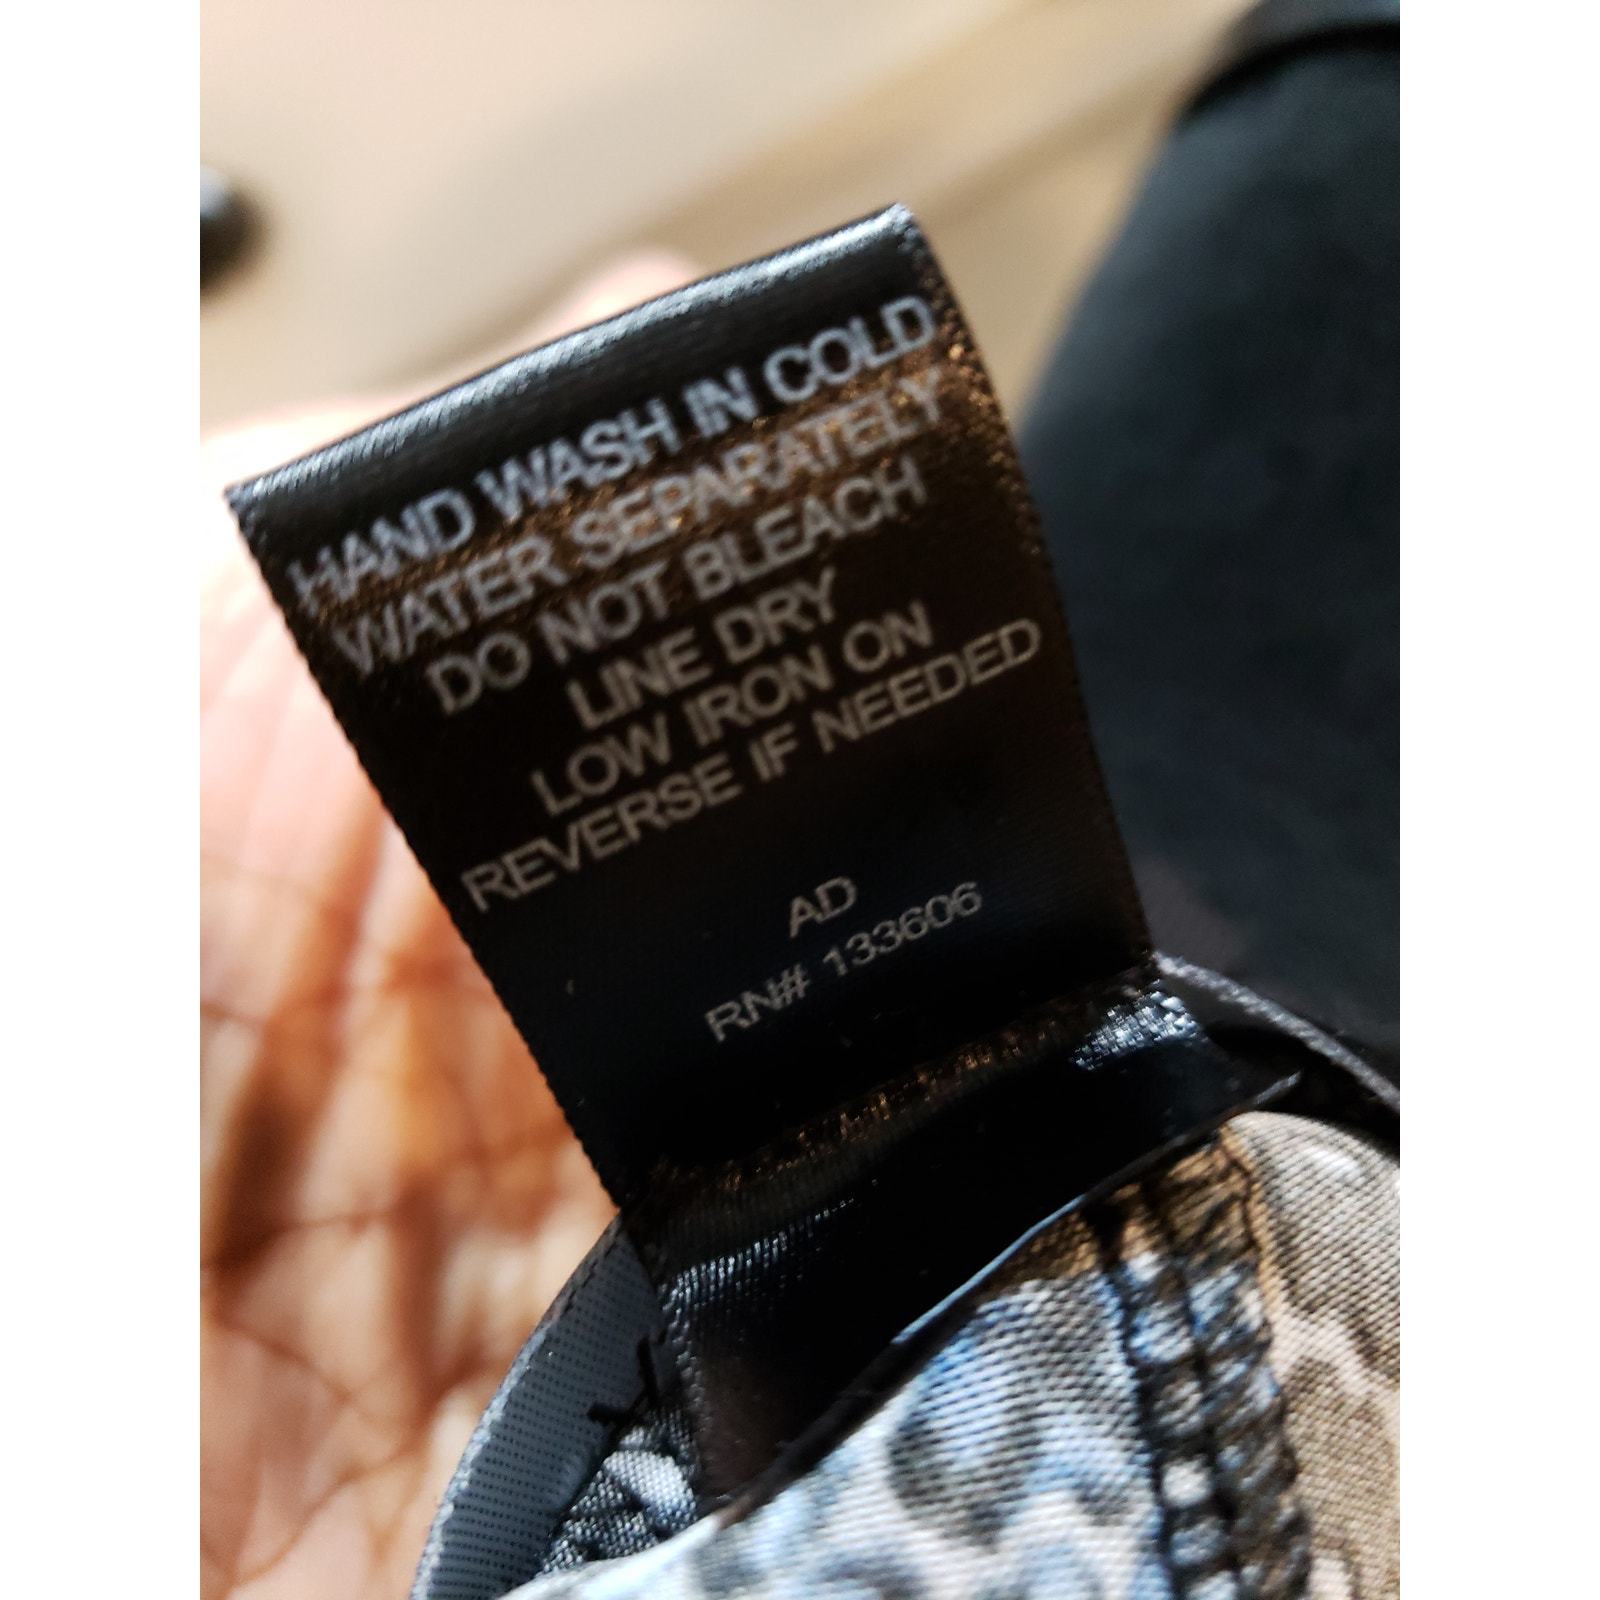 HAND WASH IN COLD
WATER SEPARATELY
DO NOT BLEACH
LINE DRY
LOW IRON ON
REVERSE IF NEEDED
AD
RN# 133606